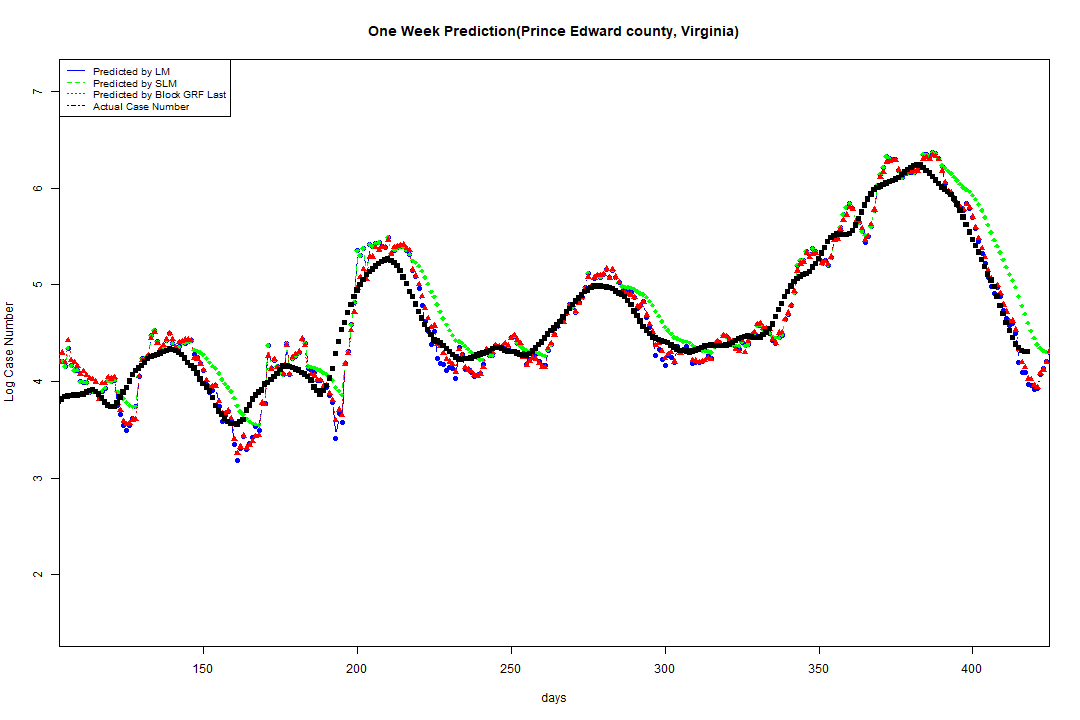 One Week Prediction(Prince Edward county, Virginia)
Predicted by LM
Predicted by SLM
Predicted by Block GRF Last
Actual Case Number
7
6
5
4
3
2
Log Case Number
150 200 250 300 350 400
days